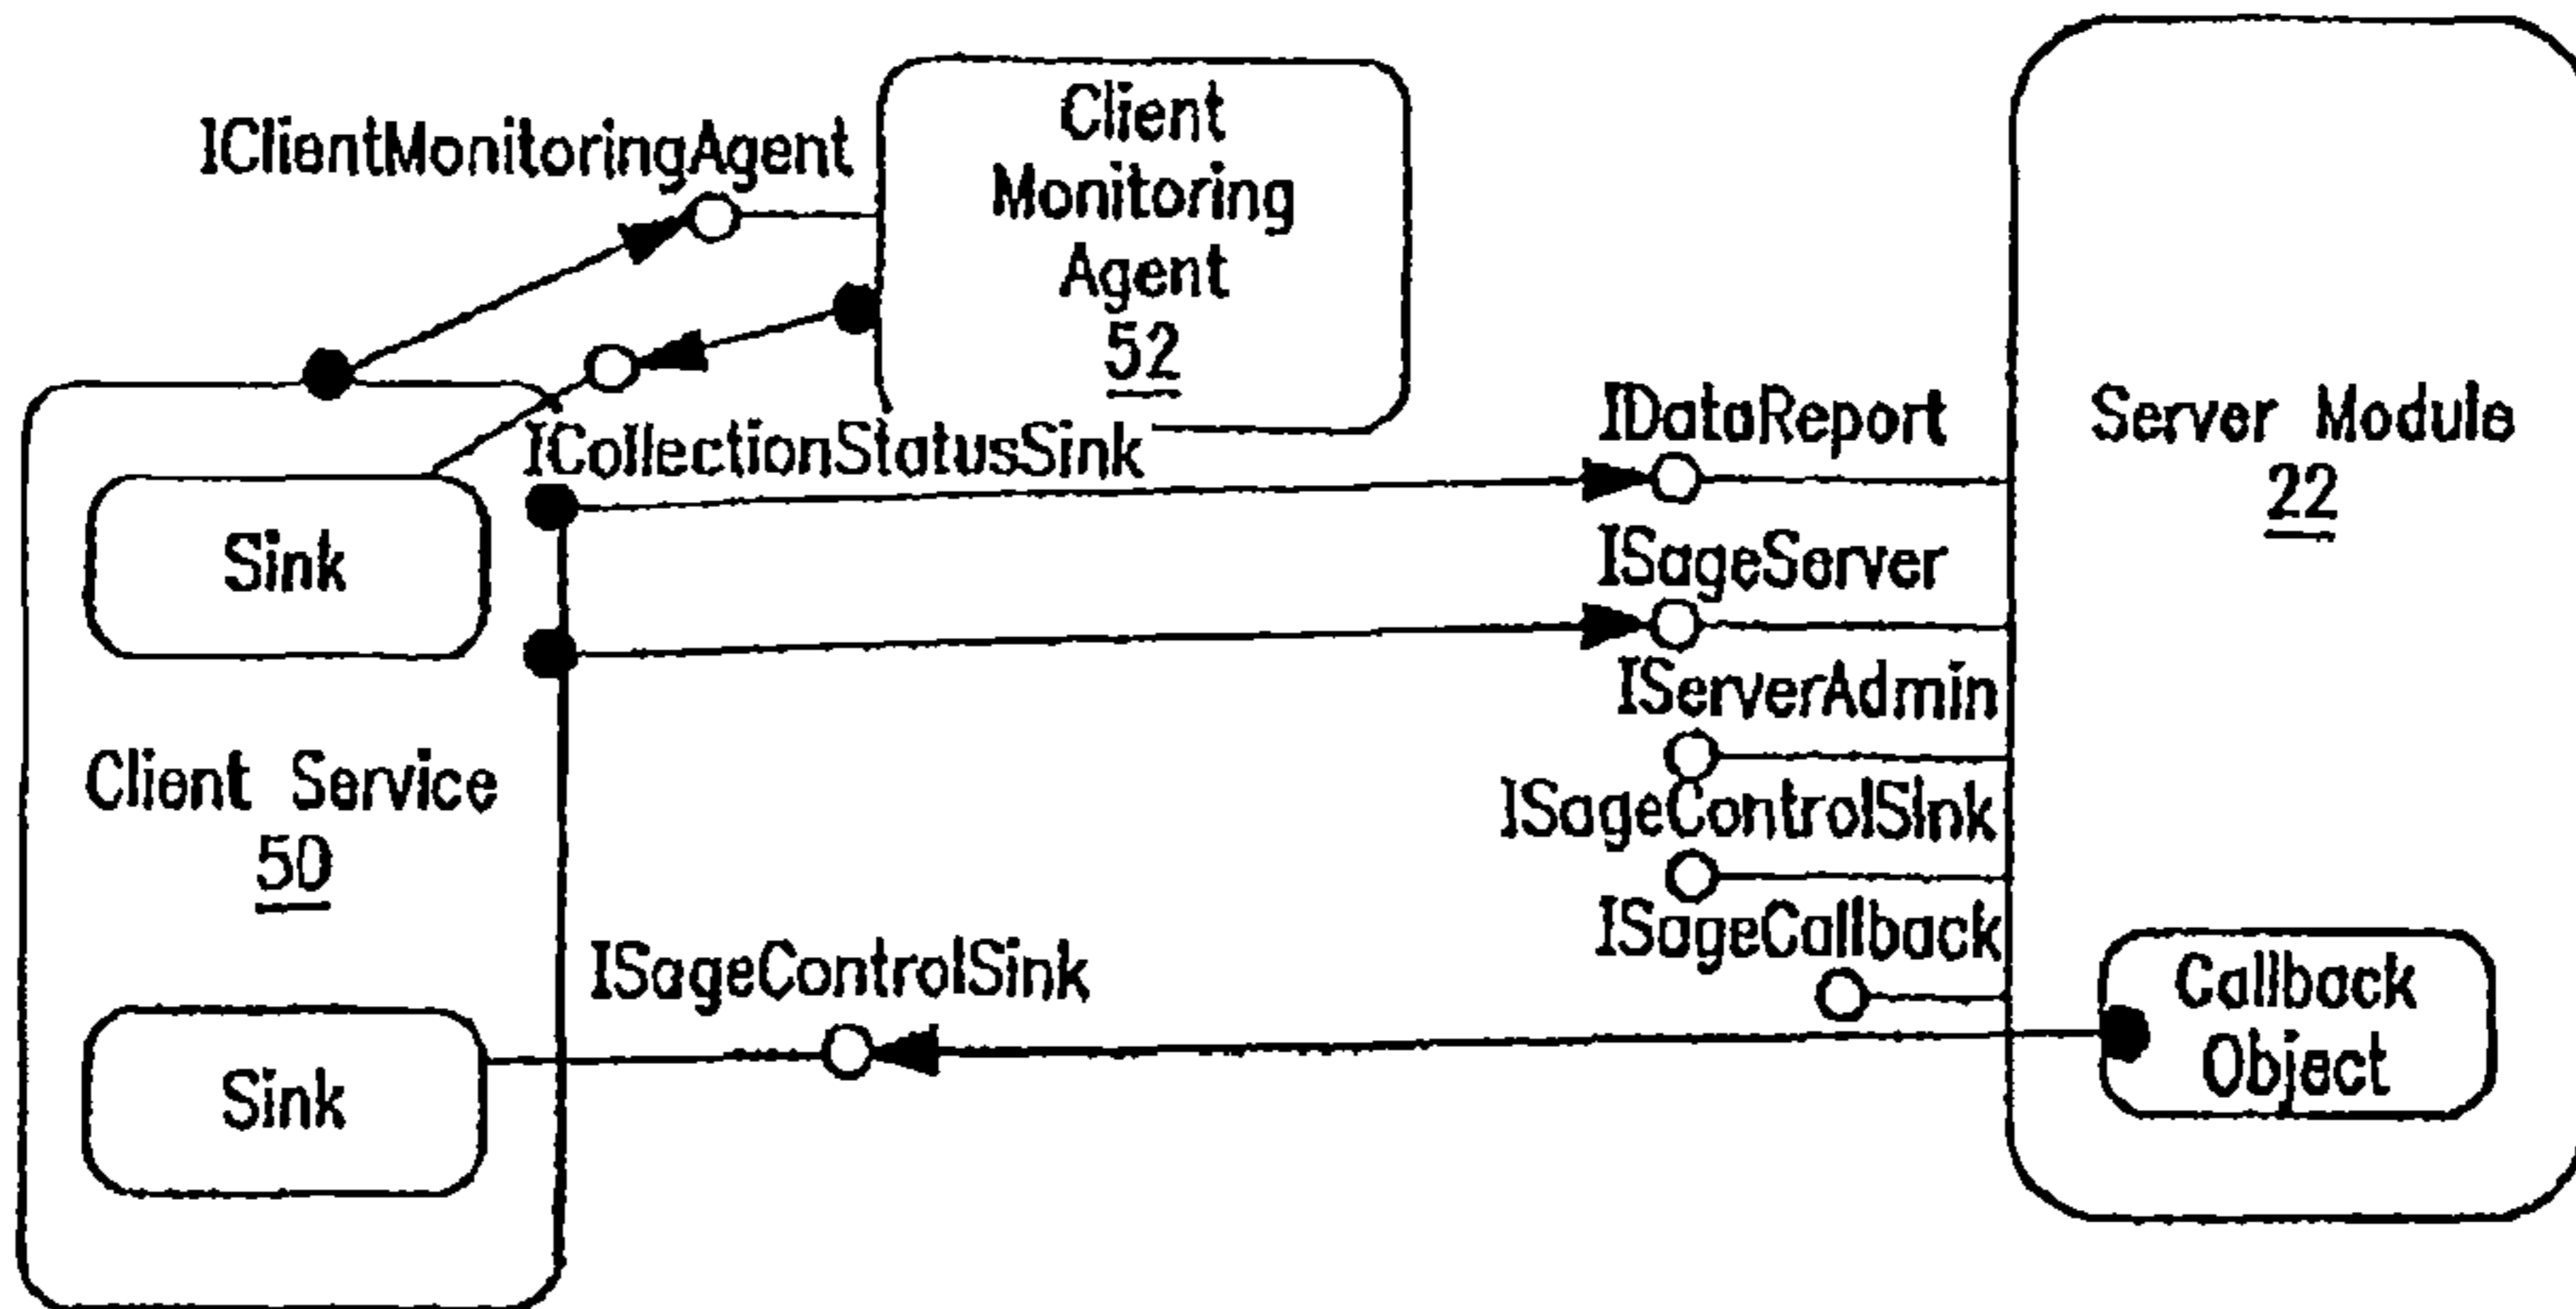 IClientMonitoringAgent
Client
Monitoring
Agent
52
ICollectionStatusSink
Sink
Client Service
50
Sink
ISageControlSink
IDataReport
ISageServer
IServerAdmin
ISageControlSink
ISageCallback
Server Module
22
Callback
Object